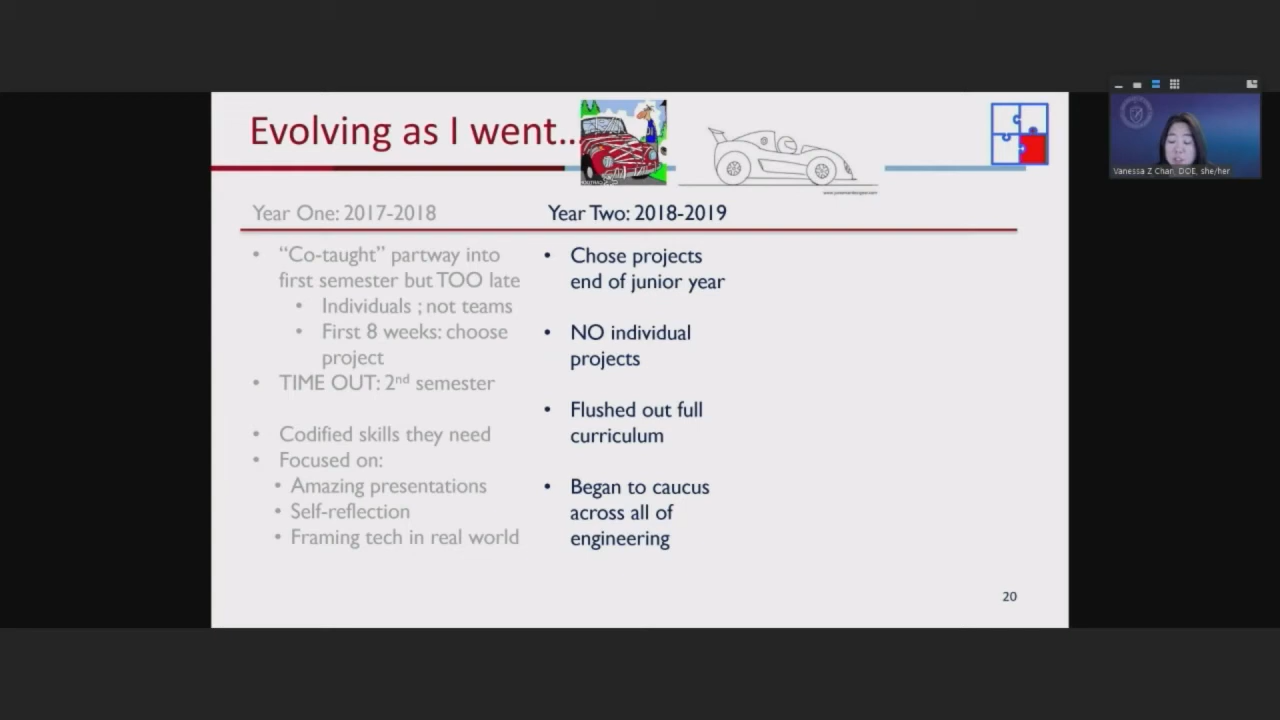 Evolving as I went...
Vanessa Z Chan, DOE, she/her
Year One: 2017-2018
• “Co-taught” partway into
first semester but TOO late
• Individuals ; not teams
• First 8 weeks: choose
project
• TIME OUT: 2nd semester
• Codified skills they need
• Focused on:
• Amazing presentations
• Self-reflection
• Framing tech in real world
Year Two: 2018-2019
• Chose projects
end of junior year
• NO individual
projects
• Flushed out full
curriculum
• Began to caucus
across all of
engineering
20